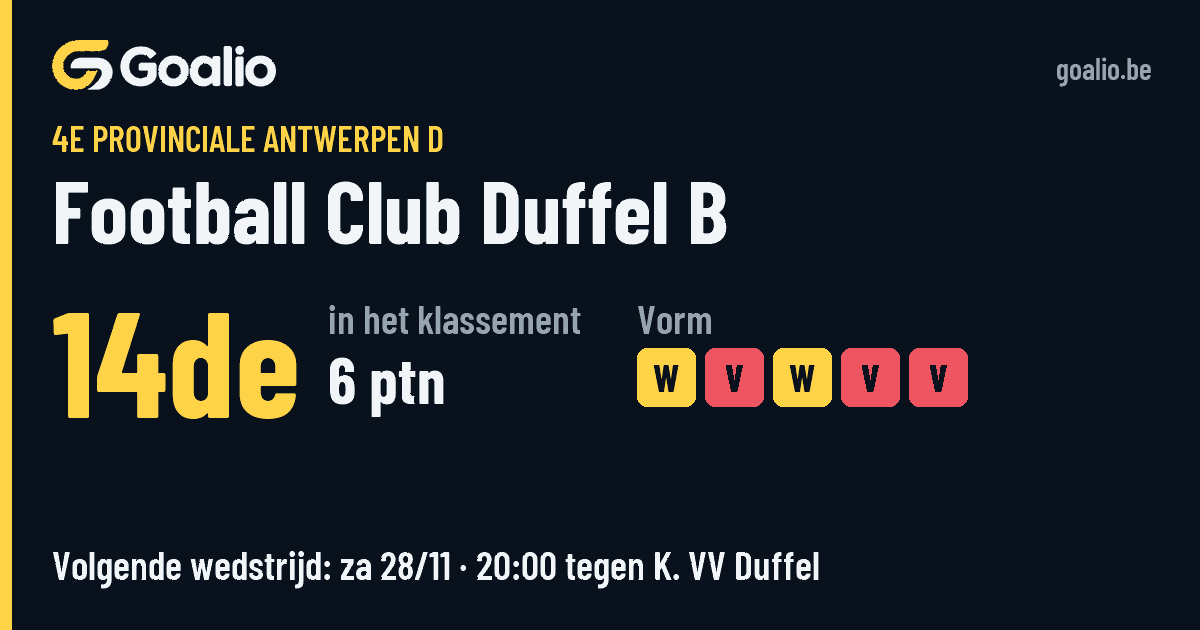 Goalio
goalio.be
4E PROVINCIALE ANTWERPEN D
Football Club Duffel B
14de
in het klassement
6 ptn
Vorm
W V W V V
Volgende wedstrijd: za 28/11 · 20:00 tegen K. VV Duffel